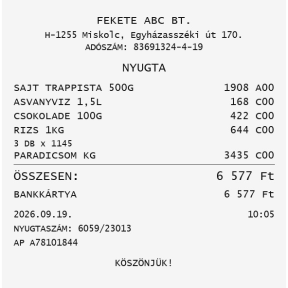 FEKETE ABC BT.
H-1255 Miskolc, Egyházasszéki út 170.
ADÓSZÁM: 83691324-4-19
NYUGTA
SAJT TRAPPISTA 500G 1908 A00
ASVANYVIZ 1,5L 168 C00
CSOKOLADE 100G 422 C00
RIZS 1KG 644 C00
3 DB x 1145
PARADICSOM KG 3435 C00
ÖSSZESEN: 6 577 Ft
BANKKÁRTYA 6 577 Ft
2026.09.19. 10:05
NYUGTASZÁM: 6059/23013
AP A78101844
KÖSZÖNJÜK!